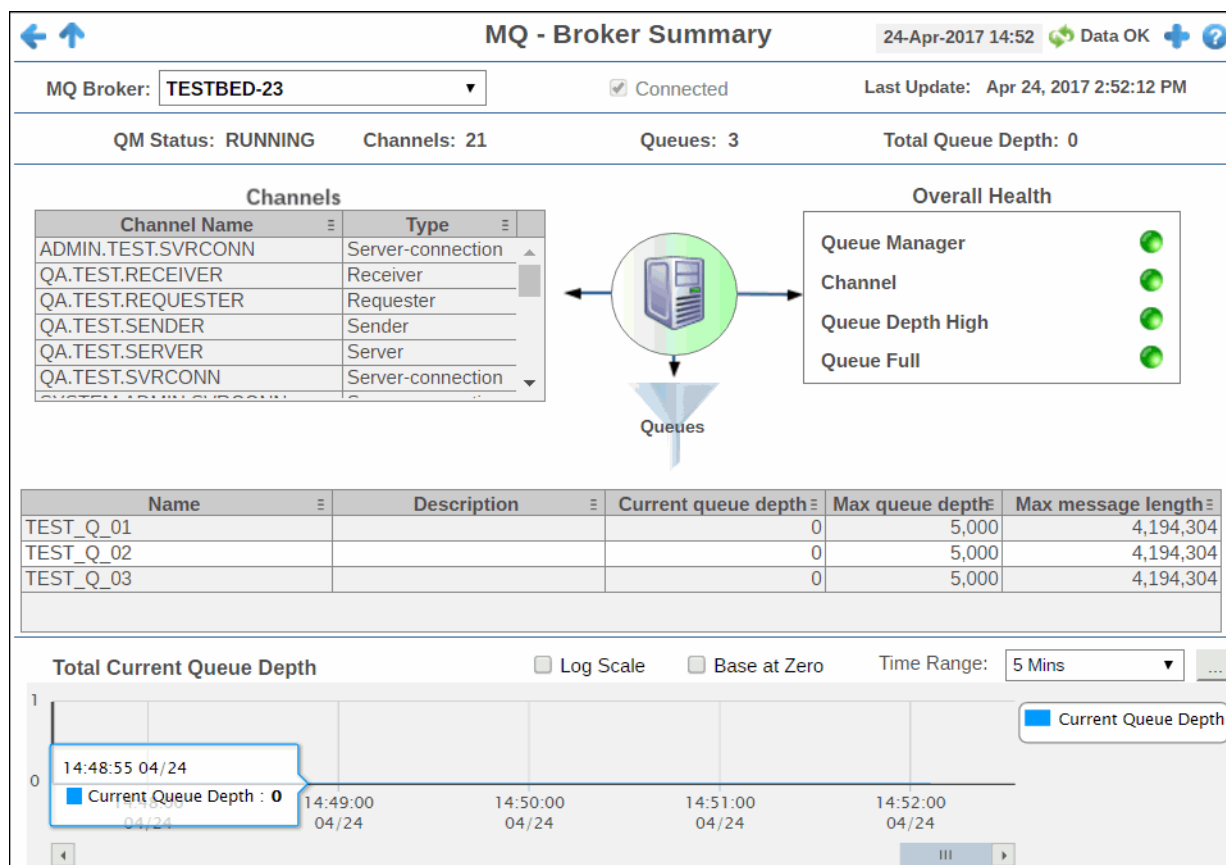 MQ - Broker Summary
24-Apr-2017 14:52 Data OK
MQ Broker: TESTBED-23 Connected Last Update: Apr 24, 2017 2:52:12 PM
QM Status: RUNNING Channels: 21 Queues: 3 Total Queue Depth: 0
Channels
Channel Name Type
ADMIN.TEST.SVRCONN Server-connection
QA.TEST.RECEIVER Receiver
QA.TEST.REQUESTER Requester
QA.TEST.SENDER Sender
QA.TEST.SERVER Server
QA.TEST.SVRCONN Server-connection
Overall Health
Queue Manager
Channel
Queue Depth High
Queue Full
Queues
Name Description Current queue depth Max queue depth Max message length
TEST_Q_01 0 5,000 4,194,304
TEST_Q_02 0 5,000 4,194,304
TEST_Q_03 0 5,000 4,194,304
Total Current Queue Depth Log Scale Base at Zero Time Range: 5 Mins ...
1
Current Queue Depth
14:48:55 04/24
0
Current Queue Depth : 0
14:48:00 14:49:00 14:50:00 14:51:00 14:52:00
04/24 04/24 04/24 04/24 04/24